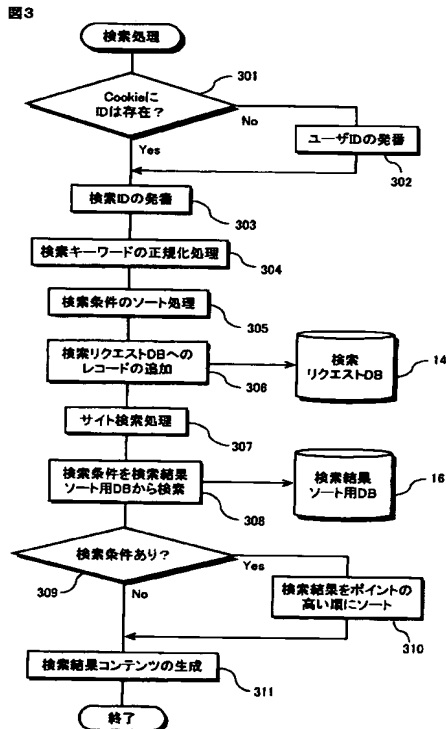 図3
検索処理
301
Cookieに
IDは存在？
No
Yes
ユーザIDの発番
302
検索IDの発番
303
検索キーワードの正規化処理
304
検索条件のソート処理
305
検索リクエストDBへの
レコードの追加
306
検索
リクエストDB
14
サイト検索処理
307
検索条件を検索結果
ソート用DBから検索
308
検索結果
ソート用DB
16
検索条件あり？
309
Yes
No
検索結果をポイントの
高い順にソート
310
検索結果コンテンツの生成
311
終了